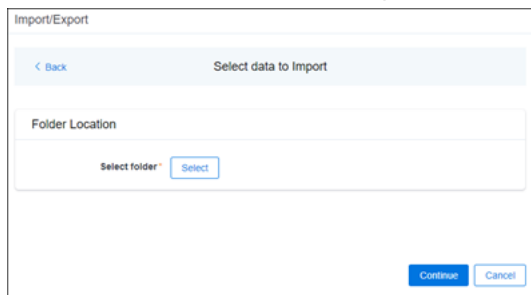 Import/Export
< Back Select data to Import
Folder Location
Select folder* Select
Continue Cancel